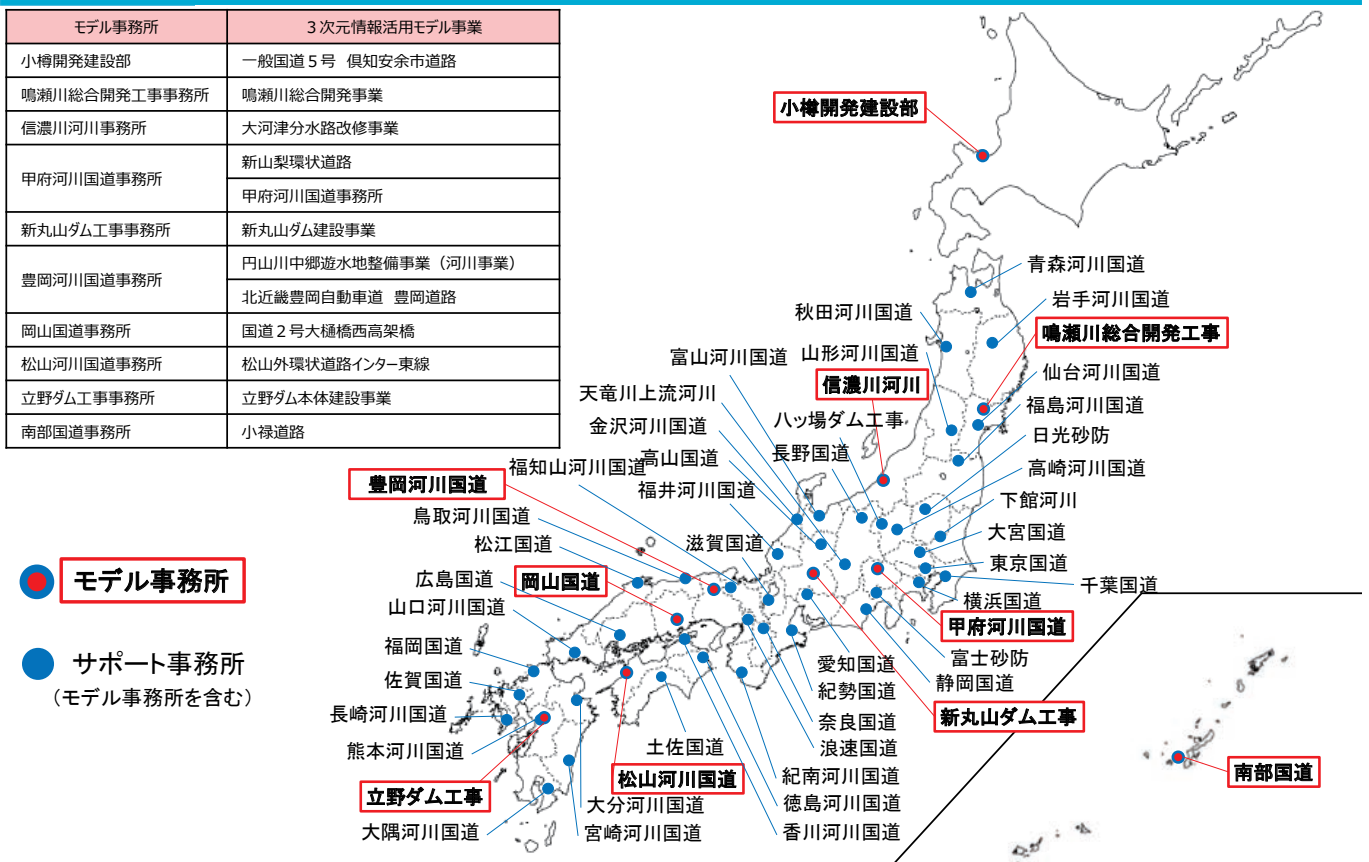 モデル事務所 ３次元情報活用モデル事業
小樽開発建設部 一般国道５号 倶知安余市道路
鳴瀬川総合開発工事事務所 鳴瀬川総合開発事業
信濃川河川事務所 大河津分水路改修事業
甲府河川国道事務所 新山梨環状道路
甲府河川国道事務所
新丸山ダム工事事務所 新丸山ダム建設事業
豊岡河川国道事務所 円山川中郷遊水地整備事業（河川事業）
北近畿豊岡自動車道 豊岡道路
岡山国道事務所 国道２号大樋橋西高架橋
松山河川国道事務所 松山外環状道路インター東線
立野ダム工事事務所 立野ダム本体建設事業
南部国道事務所 小禄道路
小樽開発建設部
青森河川国道
岩手河川国道
秋田河川国道
鳴瀬川総合開発工事
富山河川国道
山形河川国道
仙台河川国道
天竜川上流河川
信濃川河川
福島河川国道
金沢河川国道
八ッ場ダム工事
日光砂防
高山国道
長野国道
高崎河川国道
福知山河川国道
豊岡河川国道
福井河川国道
下館河川
鳥取河川国道
大宮国道
松江国道
滋賀国道
東京国道
岡山国道
広島国道
千葉国道
横浜国道
山口河川国道
甲府河川国道
福岡国道
富士砂防
愛知国道
佐賀国道
静岡国道
紀勢国道
長崎河川国道
新丸山ダム工事
奈良国道
熊本河川国道
土佐国道
浪速国道
松山河川国道
紀南河川国道
立野ダム工事
大分河川国道
徳島河川国道
大隅河川国道
宮崎河川国道
香川河川国道
南部国道
モデル事務所
サポート事務所
（モデル事務所を含む）